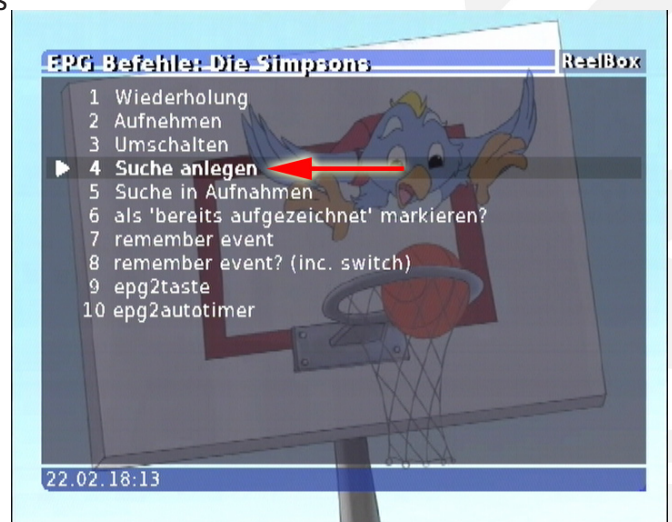 s
EPG Befehle: Die Simpsons ReelBox
1 Wiederholung
2 Aufnehmen
3 Umschalten
4 Suche anlegen
5 Suche in Aufnahmen
6 als 'bereits aufgezeichnet' markieren?
7 remember event
8 remember event? (inc. switch)
9 epg2taste
10 epg2autotimer
22.02. 18:13